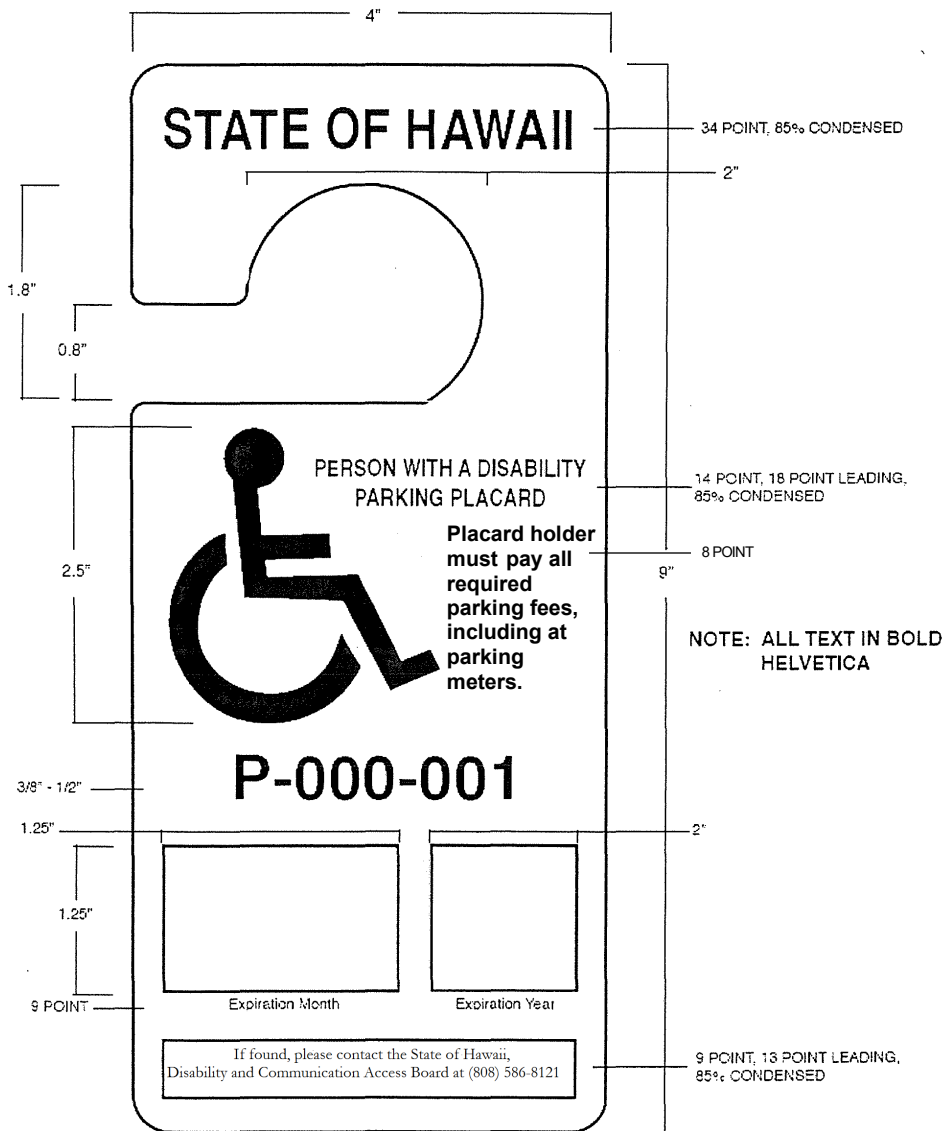 4"
STATE OF HAWAII
34 POINT, 85% CONDENSED
2"
1.8"
0.8"
PERSON WITH A DISABILITY
PARKING PLACARD
14 POINT, 18 POINT LEADING,
85% CONDENSED
Placard holder
must pay all
required
parking fees,
including at
parking
meters.
8 POINT
2.5"
9"
NOTE: ALL TEXT IN BOLD
HELVETICA
P-000-001
3/8" - 1/2"
1.25"
2"
1.25"
9 POINT
Expiration Month
Expiration Year
If found, please contact the State of Hawaii,
Disability and Communication Access Board at (808) 586-8121
9 POINT, 13 POINT LEADING,
85% CONDENSED